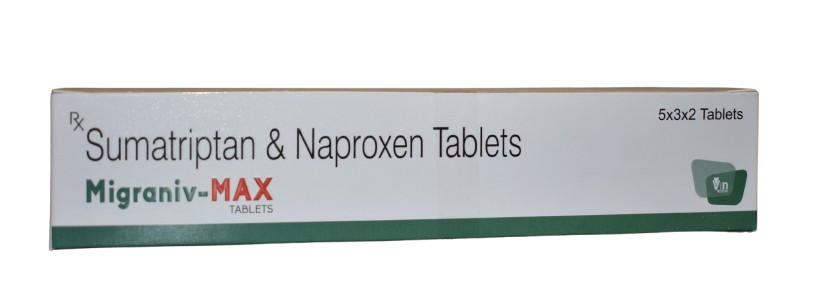 Rx
Sumatriptan & Naproxen Tablets
5x3x2 Tablets
Migraniv-MAX
TABLETS